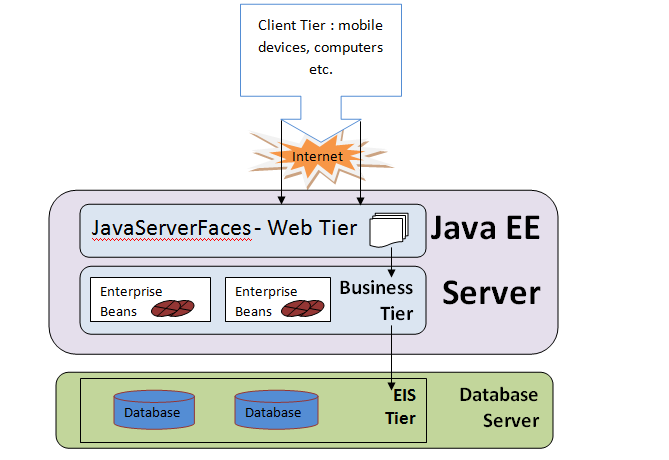 Client Tier : mobile
devices, computers
etc.
Internet
JavaServerFaces - Web Tier
Java EE
Server
Enterprise
Beans
Enterprise
Beans
Business
Tier
Database
Database
EIS
Tier
Database
Server